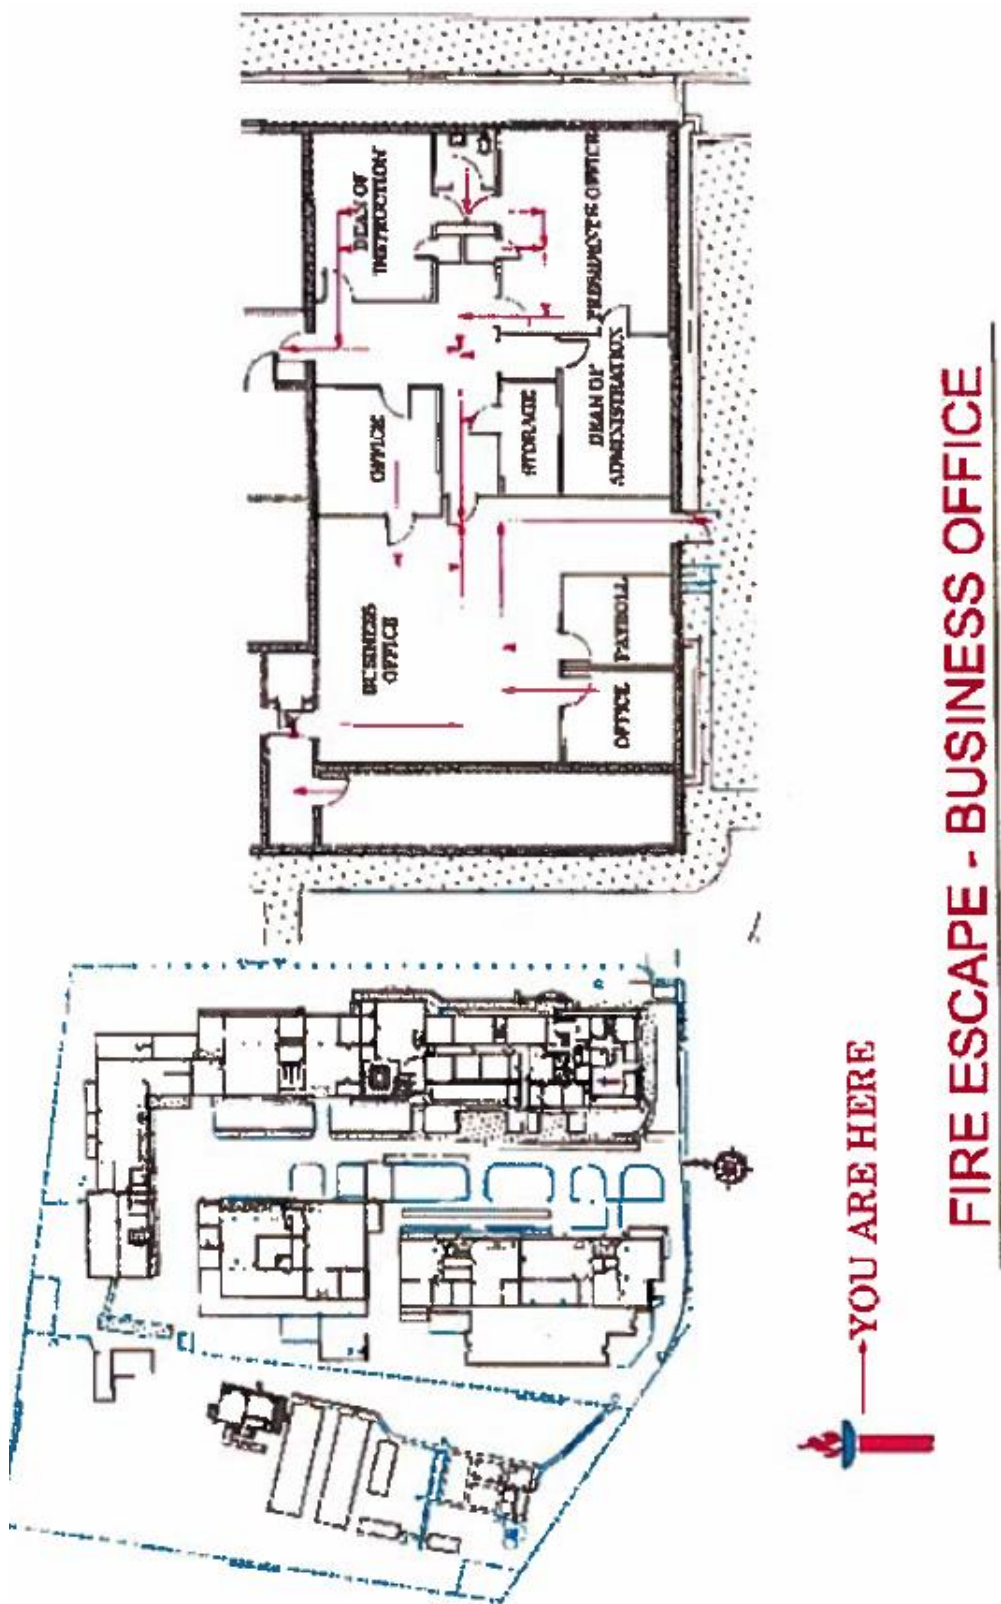 DEAN OF
INSTRUCTION
PRESIDENT'S OFFICE
OFFICE
STORAGE
DEAN OF
ADMINISTRATION
BUSINESS
OFFICE
PAYROLL
OFFICE
YOU ARE HERE
FIRE ESCAPE - BUSINESS OFFICE